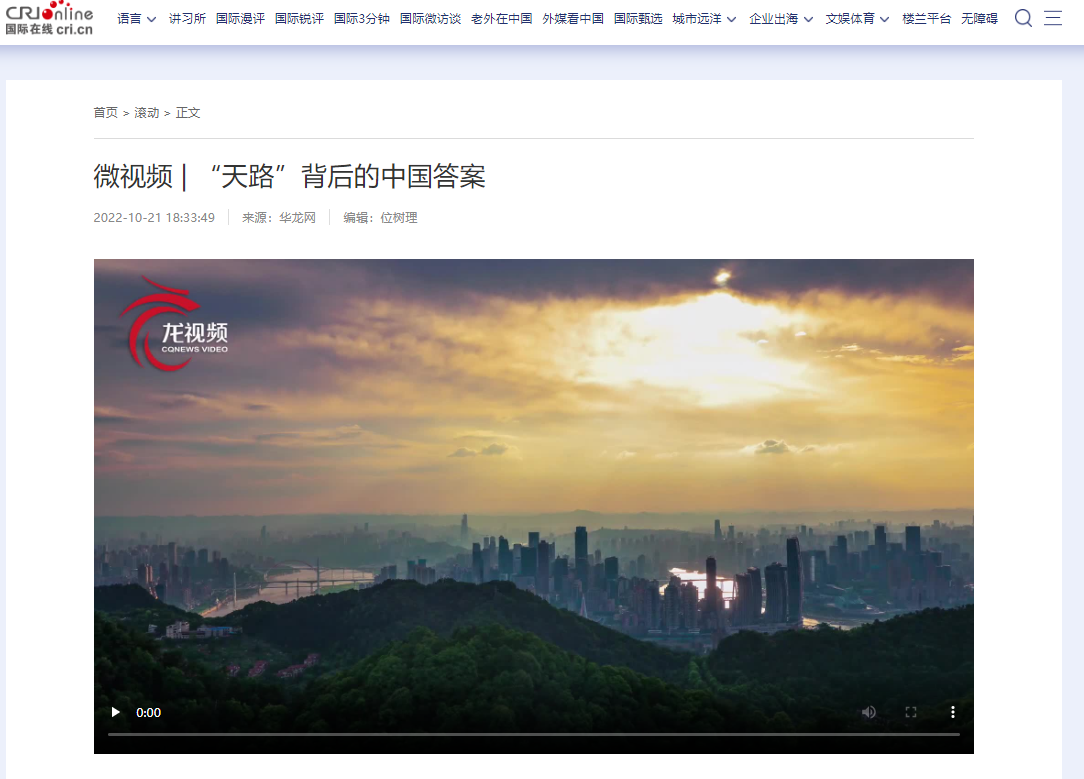 CRIonline
国际在线 cri.cn
语言 讲习所 国际漫评 国际锐评 国际3分钟 国际微访谈 老外在中国 外媒看中国 国际甄选 城市远洋 企业出海 文娱体育 楼兰平台 无障碍
首页 > 滚动 > 正文
微视频 | “天路”背后的中国答案
2022-10-21 18:33:49 来源：华龙网 编辑：位树理
龙视频
CQNEWS VIDEO
0:00